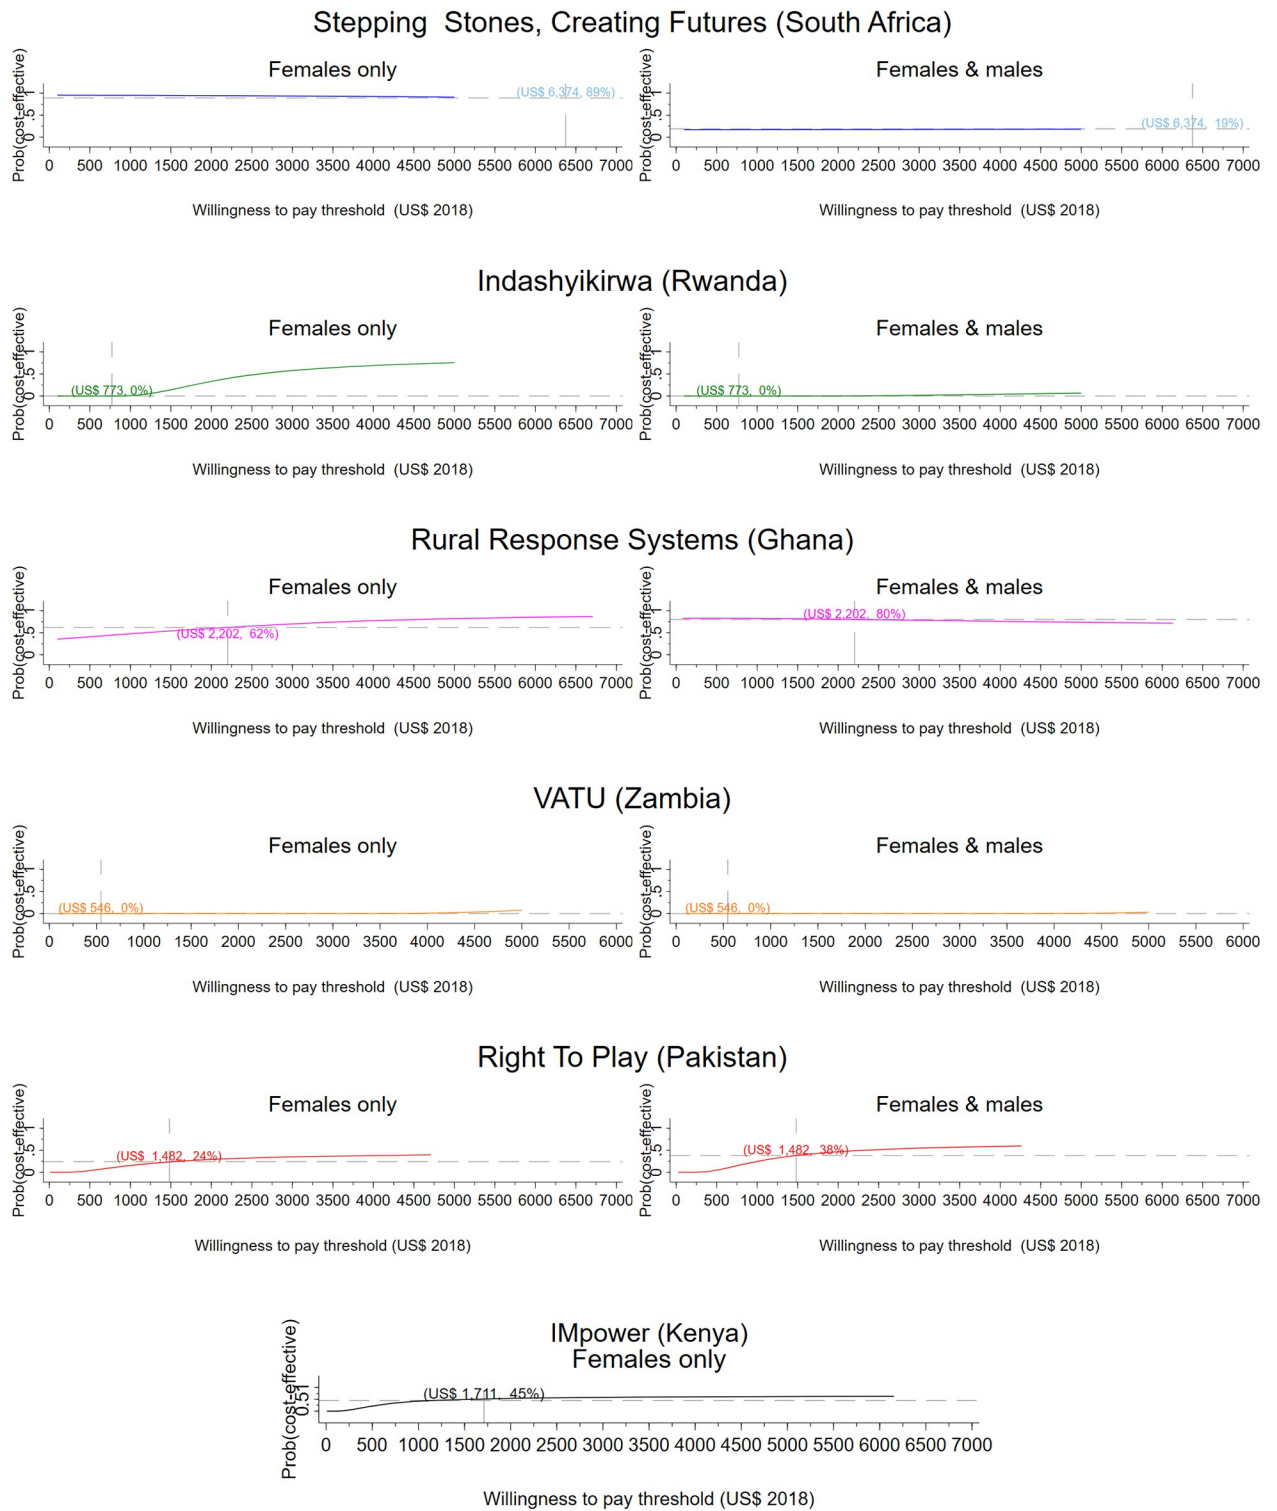 Stepping Stones, Creating Futures (South Africa)
Females only
Prob(cost-effective)
0 .5 1
(US$ 6,374, 89%)
0 500 1000 1500 2000 2500 3000 3500 4000 4500 5000 5500 6000 6500 7000
Willingness to pay threshold (US$ 2018)
Females & males
Prob(cost-effective)
0 .5 1
(US$ 6,374, 19%)
0 500 1000 1500 2000 2500 3000 3500 4000 4500 5000 5500 6000 6500 7000
Willingness to pay threshold (US$ 2018)
Indashyikirwa (Rwanda)
Females only
Prob(cost-effective)
0 .5 1
(US$ 773, 0%)
0 500 1000 1500 2000 2500 3000 3500 4000 4500 5000 5500 6000 6500 7000
Willingness to pay threshold (US$ 2018)
Females & males
Prob(cost-effective)
0 .5 1
(US$ 773, 0%)
0 500 1000 1500 2000 2500 3000 3500 4000 4500 5000 5500 6000 6500 7000
Willingness to pay threshold (US$ 2018)
Rural Response Systems (Ghana)
Females only
Prob(cost-effective)
0 .5 1
(US$ 2,202, 62%)
0 500 1000 1500 2000 2500 3000 3500 4000 4500 5000 5500 6000 6500 7000
Willingness to pay threshold (US$ 2018)
Females & males
Prob(cost-effective)
0 .5 1
(US$ 2,202, 80%)
0 500 1000 1500 2000 2500 3000 3500 4000 4500 5000 5500 6000 6500 7000
Willingness to pay threshold (US$ 2018)
VATU (Zambia)
Females only
Prob(cost-effective)
0 .5 1
(US$ 546, 0%)
0 500 1000 1500 2000 2500 3000 3500 4000 4500 5000 5500 6000
Willingness to pay threshold (US$ 2018)
Females & males
Prob(cost-effective)
0 .5 1
(US$ 546, 0%)
0 500 1000 1500 2000 2500 3000 3500 4000 4500 5000 5500 6000
Willingness to pay threshold (US$ 2018)
Right To Play (Pakistan)
Females only
Prob(cost-effective)
0 .5 1
(US$ 1,482, 24%)
0 500 1000 1500 2000 2500 3000 3500 4000 4500 5000 5500 6000 6500 7000
Willingness to pay threshold (US$ 2018)
Females & males
Prob(cost-effective)
0 .5 1
(US$ 1,482, 38%)
0 500 1000 1500 2000 2500 3000 3500 4000 4500 5000 5500 6000 6500 7000
Willingness to pay threshold (US$ 2018)
IMpower (Kenya)
Females only
Prob(cost-effective)
0 .5 1
(US$ 1,711, 45%)
0 500 1000 1500 2000 2500 3000 3500 4000 4500 5000 5500 6000 6500 7000
Willingness to pay threshold (US$ 2018)